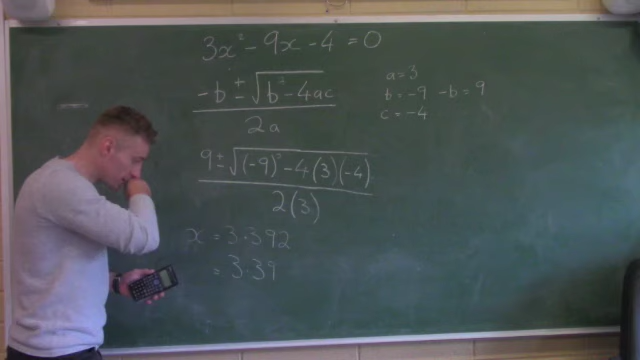 3x² - 9x - 4 = 0
-b ± √b² - 4ac
2a
a = 3
b = -9 -b = 9
c = -4
9 ± √(-9)² - 4(3)(-4)
2(3)
x = 3.392
= 3.39